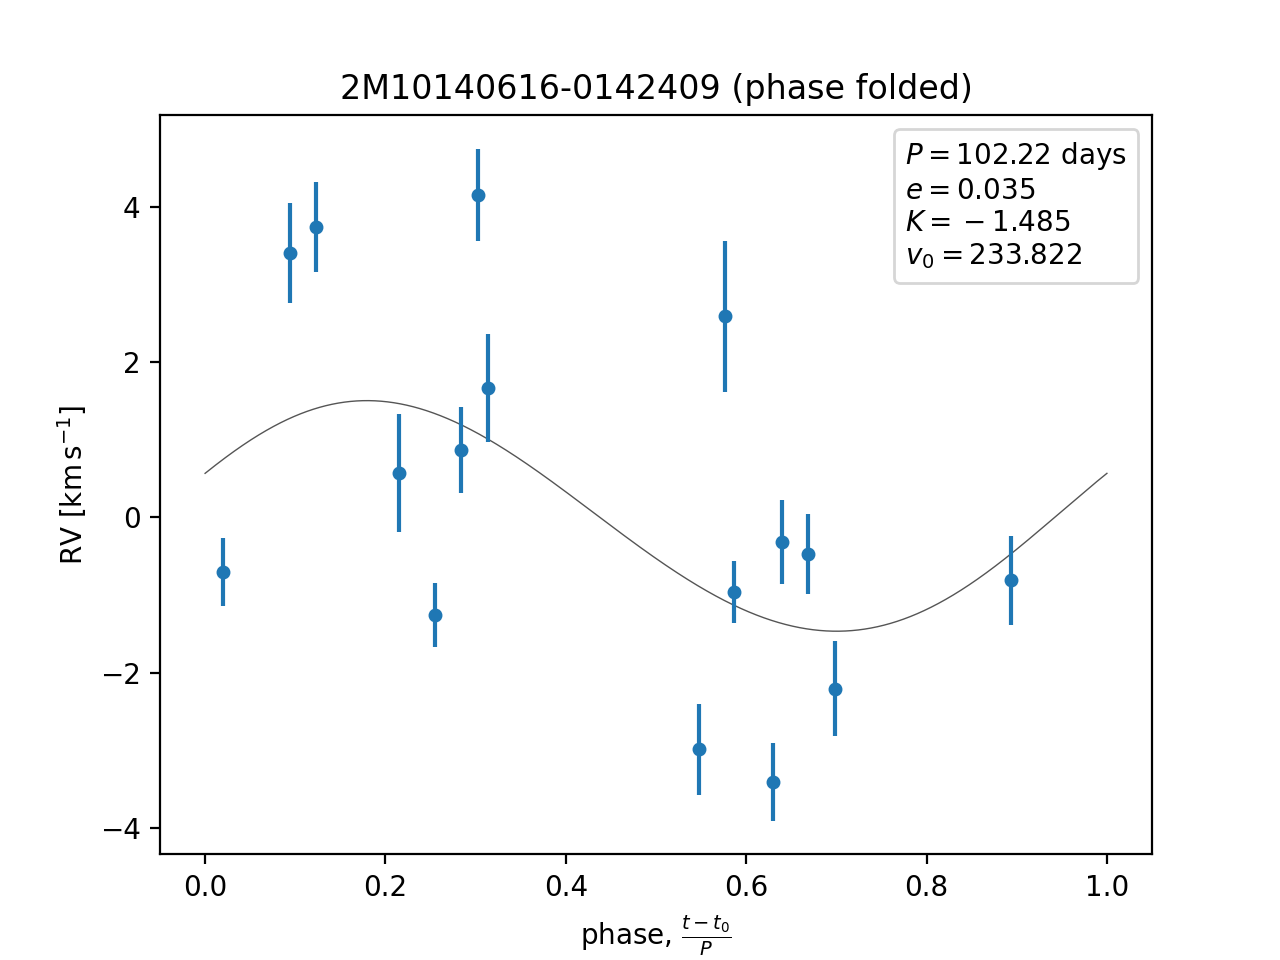 2M10140616-0142409 (phase folded)
P = 102.22 days
e = 0.035
K = −1.485
v₀ = 233.822
RV [km s⁻¹]
4
2
0
−2
−4
0.0 0.2 0.4 0.6 0.8 1.0
phase, (t − t₀)/P